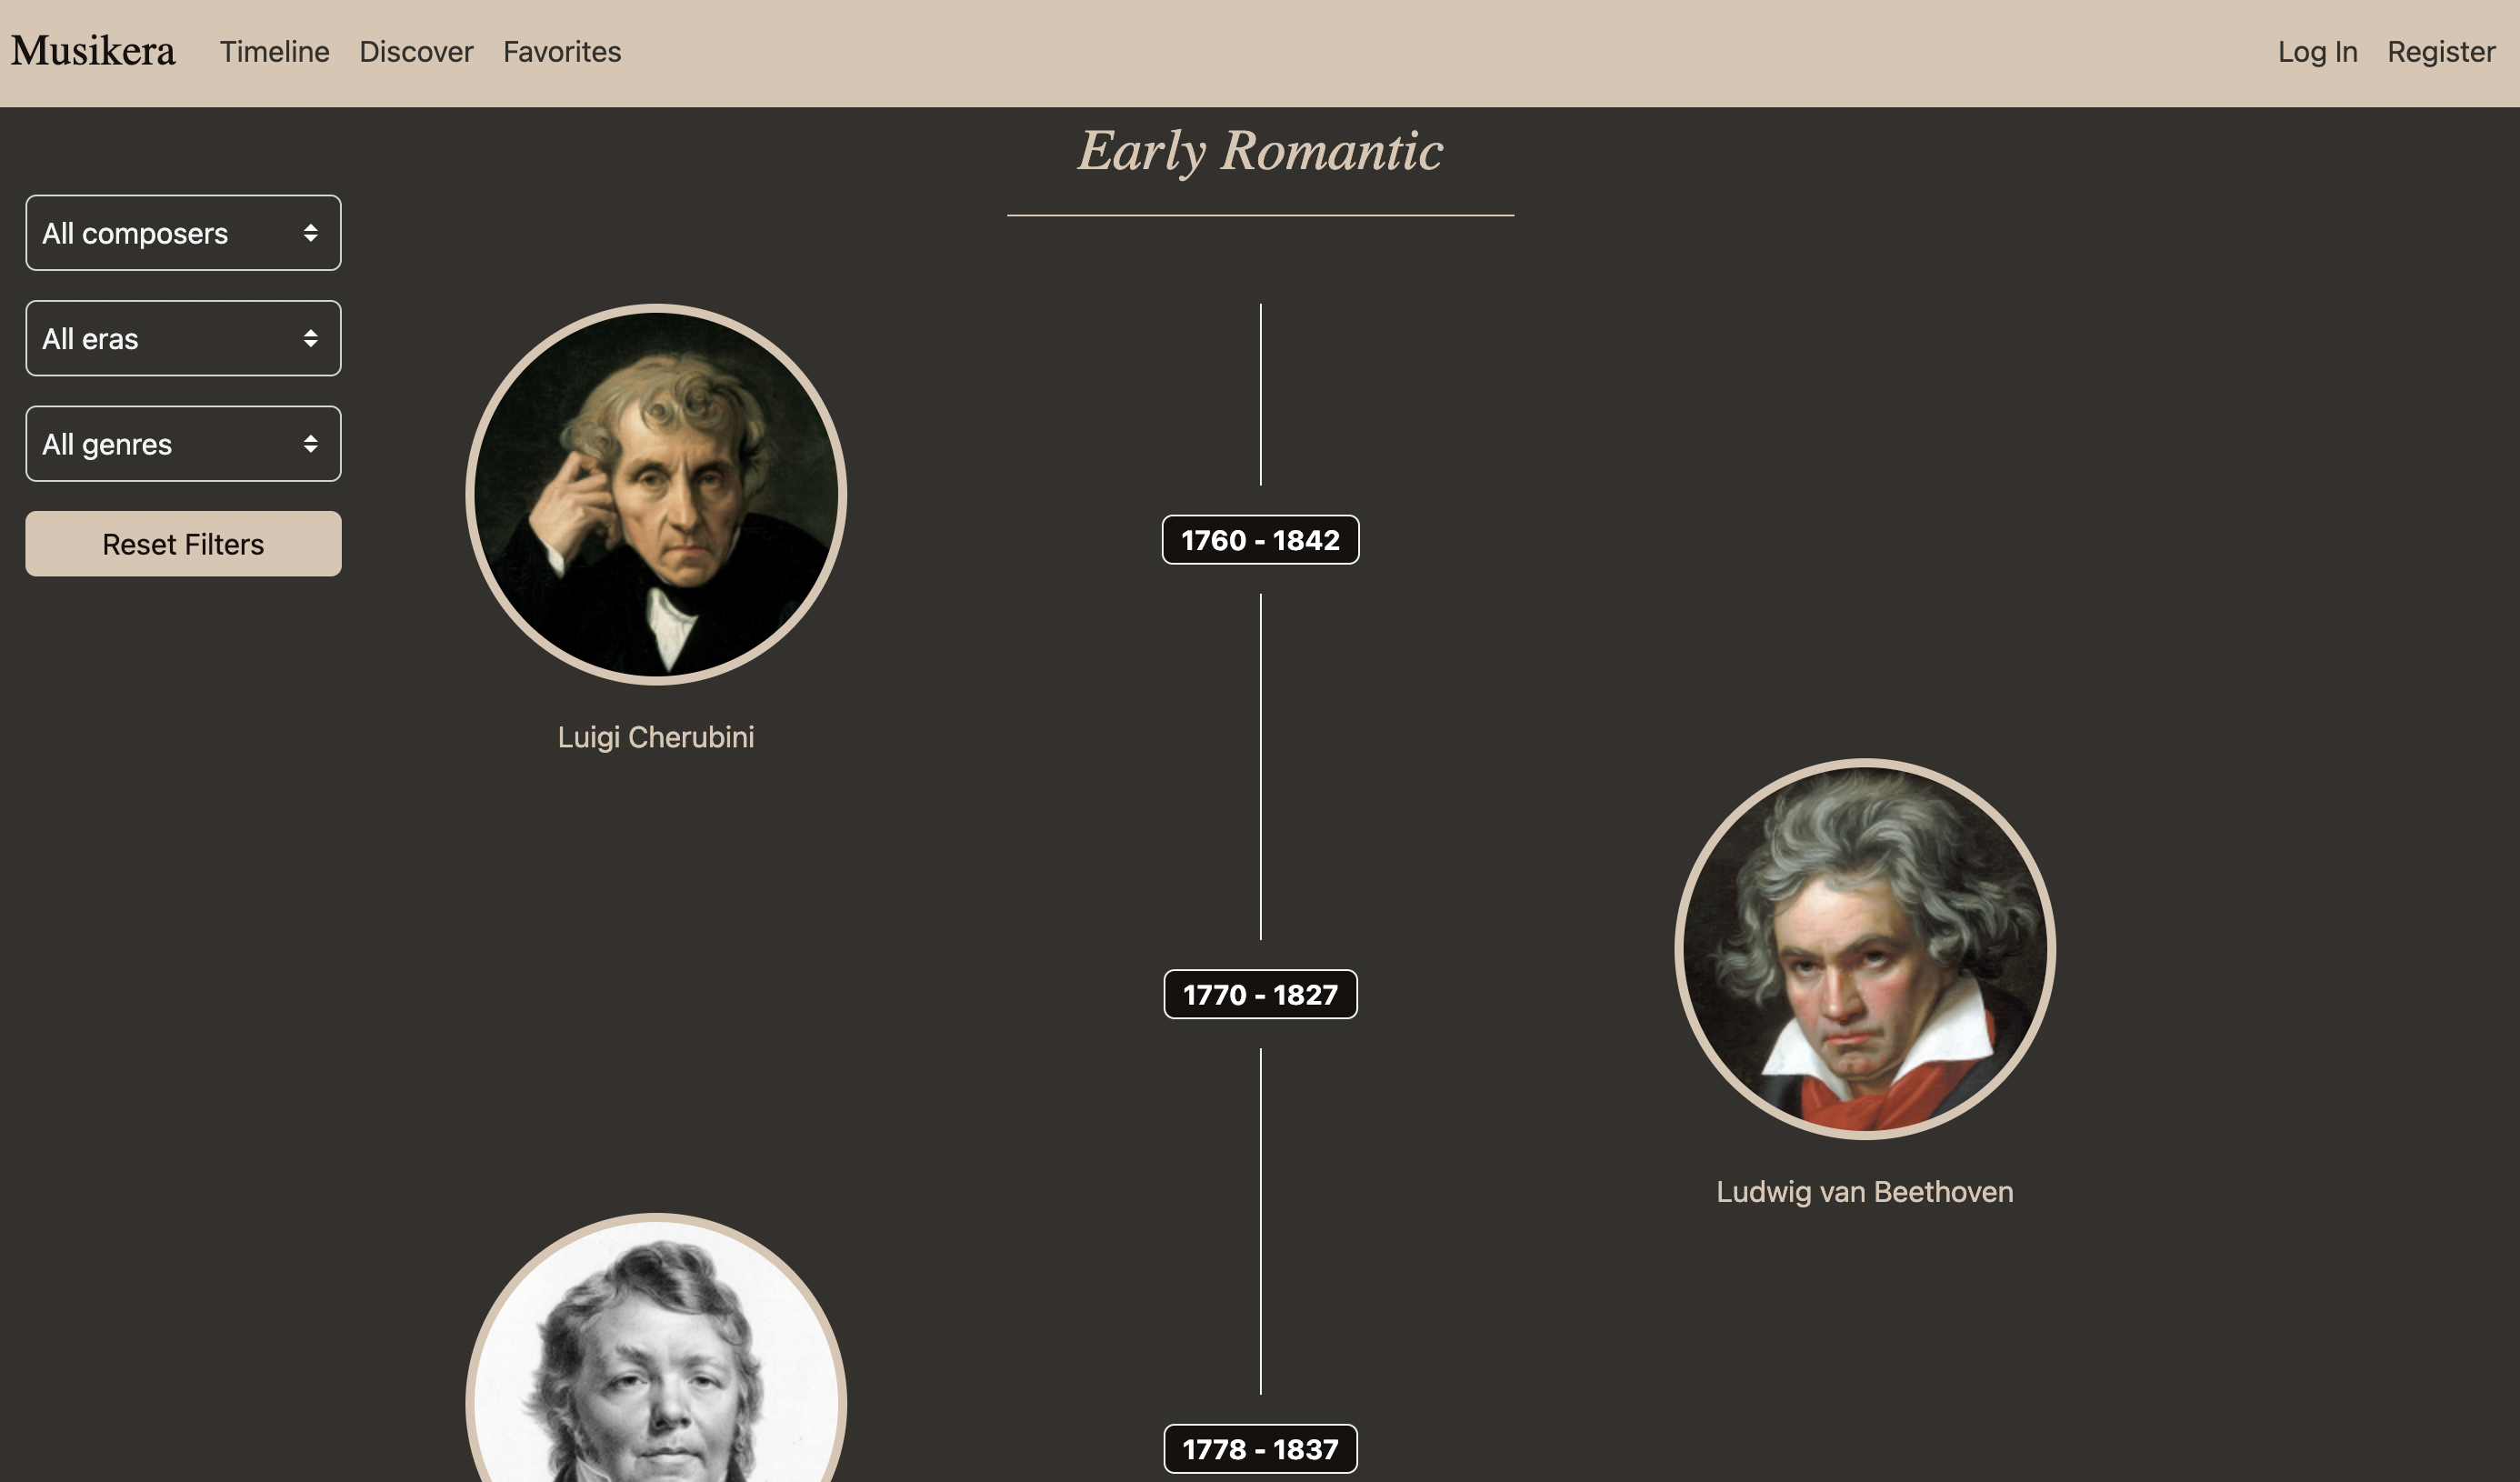 Musikera Timeline Discover Favorites Log In Register
Early Romantic
All composers
All eras
All genres
Reset Filters
1760 - 1842
Luigi Cherubini
1770 - 1827
Ludwig van Beethoven
1778 - 1837